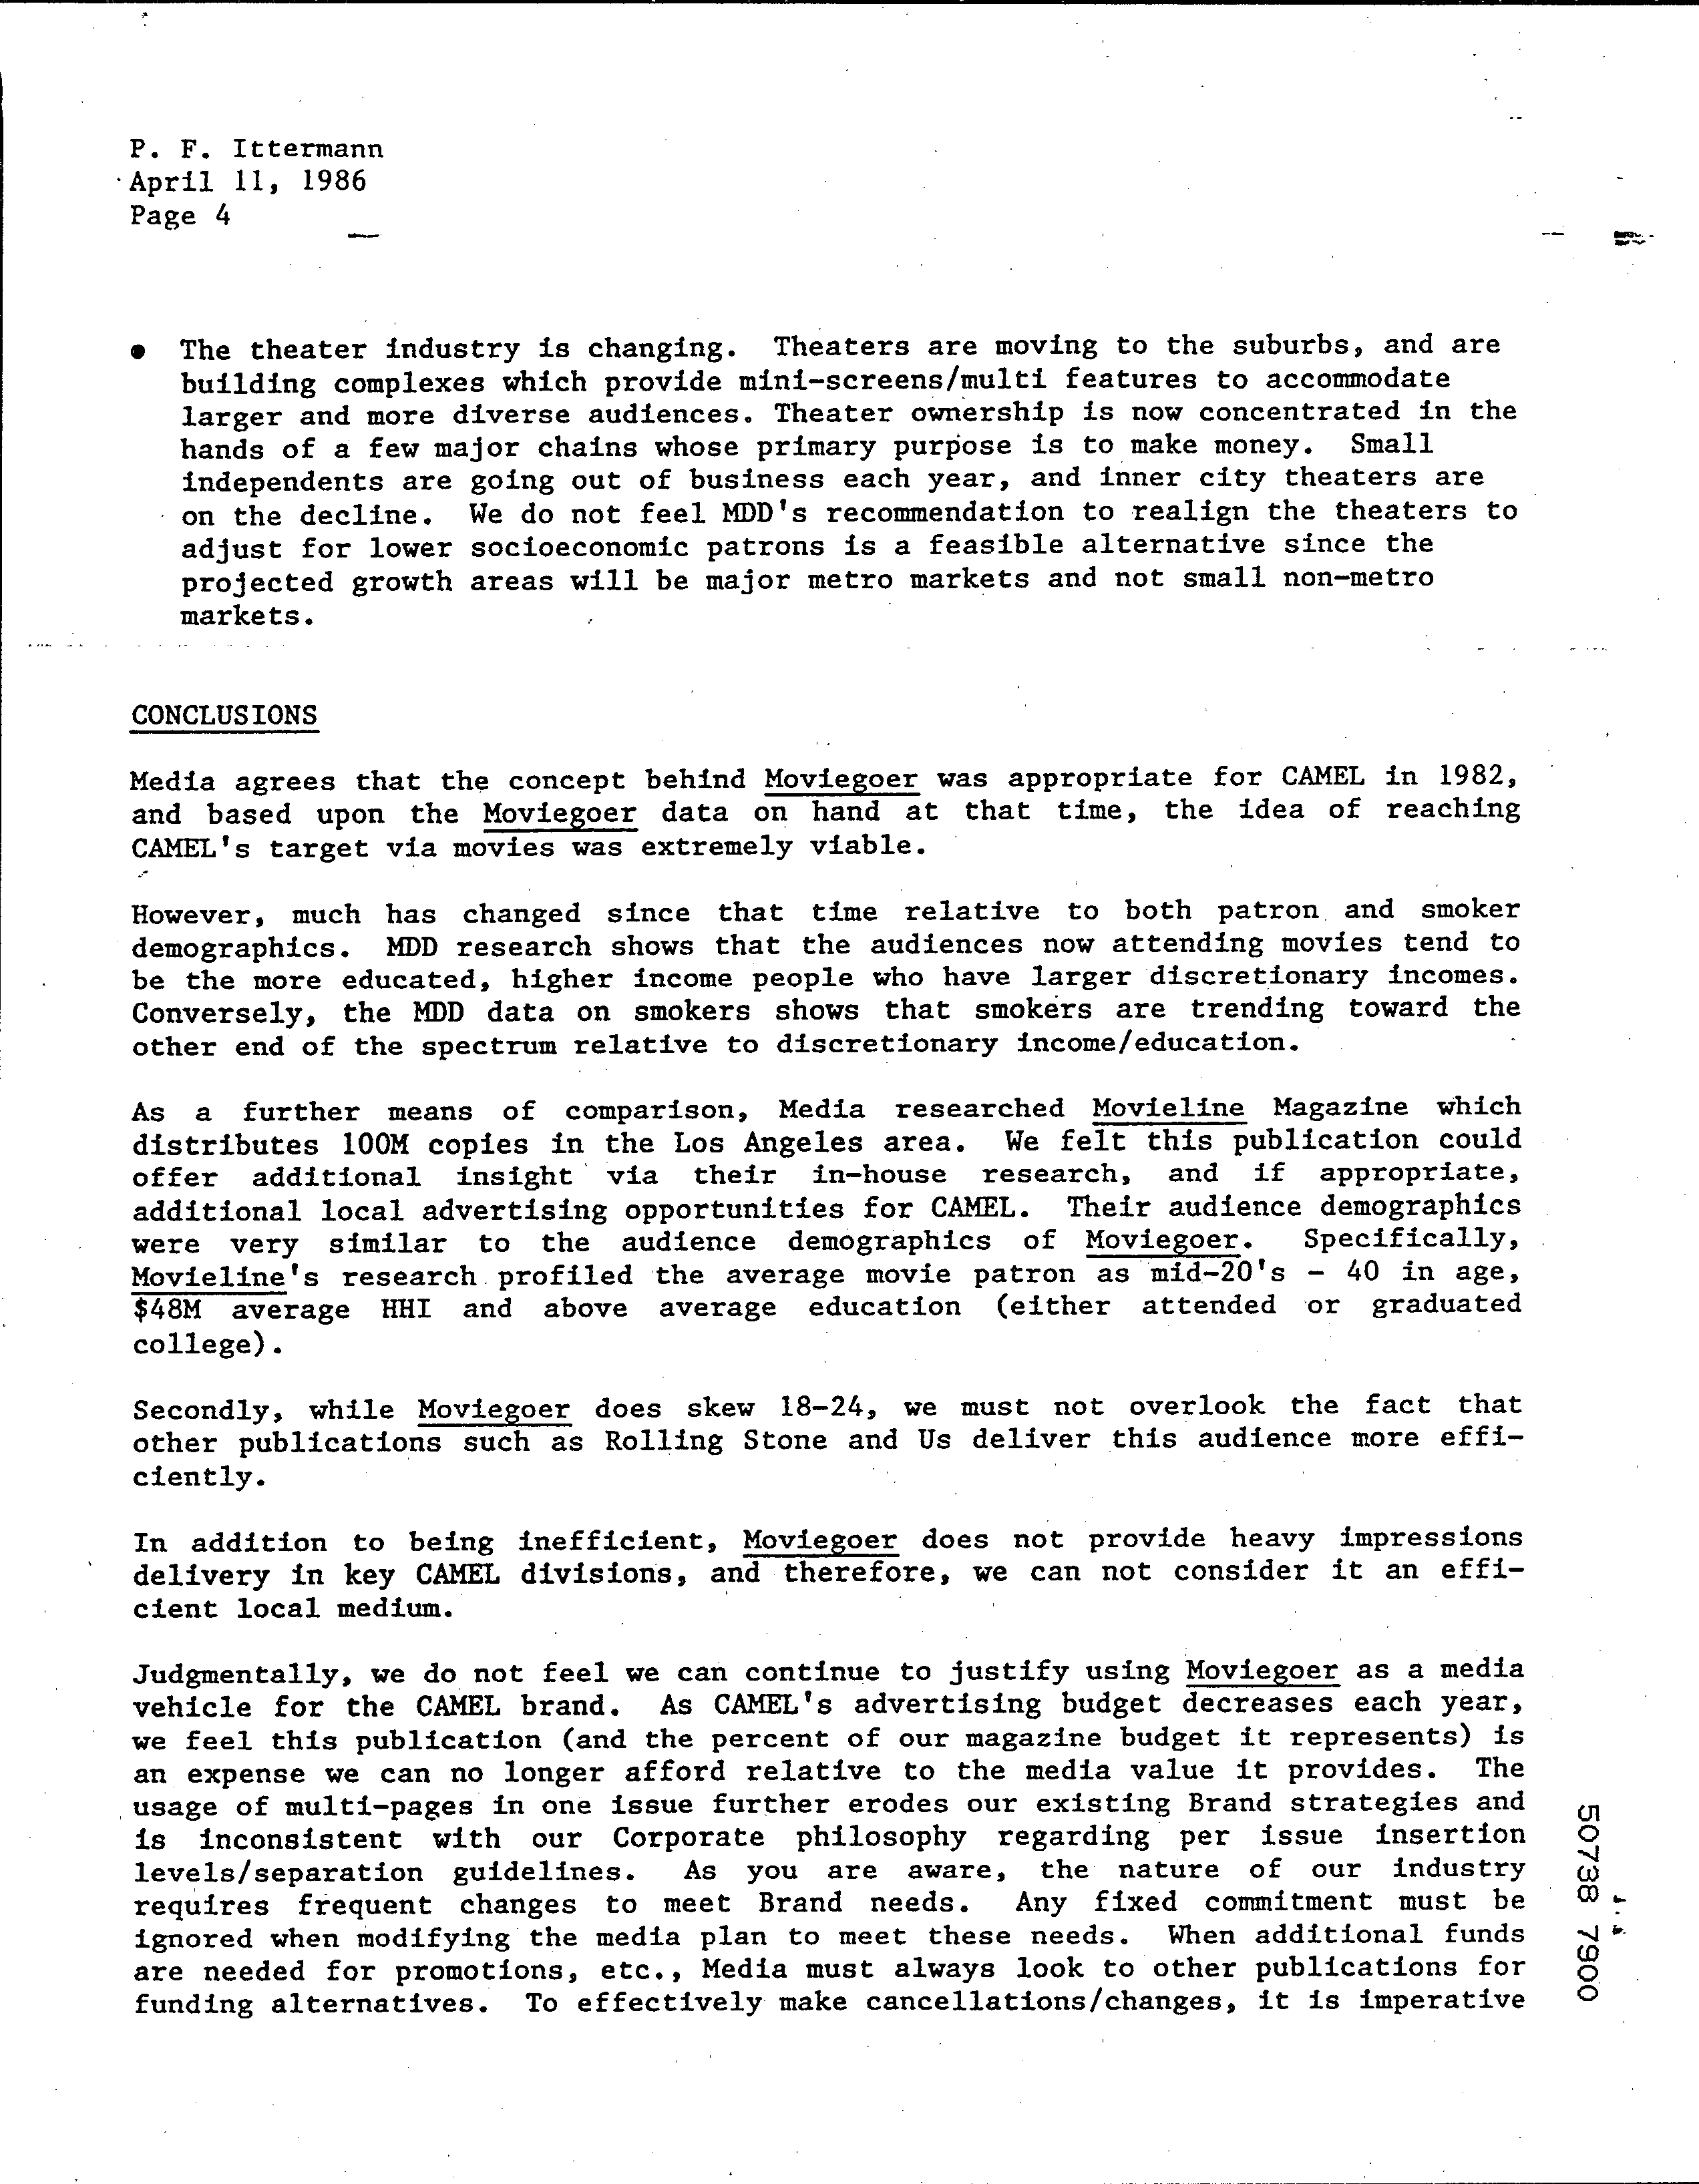 P. F. Ittermann
April 11, 1986
Page 4
● The theater industry is changing. Theaters are moving to the suburbs, and are
building complexes which provide mini-screens/multi features to accommodate
larger and more diverse audiences. Theater ownership is now concentrated in the
hands of a few major chains whose primary purpose is to make money. Small
independents are going out of business each year, and inner city theaters are
on the decline. We do not feel MDD's recommendation to realign the theaters to
adjust for lower socioeconomic patrons is a feasible alternative since the
projected growth areas will be major metro markets and not small non-metro
markets.
CONCLUSIONS
Media agrees that the concept behind Moviegoer was appropriate for CAMEL in 1982,
and based upon the Moviegoer data on hand at that time, the idea of reaching
CAMEL's target via movies was extremely viable.
However, much has changed since that time relative to both patron and smoker
demographics. MDD research shows that the audiences now attending movies tend to
be the more educated, higher income people who have larger discretionary incomes.
Conversely, the MDD data on smokers shows that smokers are trending toward the
other end of the spectrum relative to discretionary income/education.
As a further means of comparison, Media researched Movieline Magazine which
distributes 100M copies in the Los Angeles area. We felt this publication could
offer additional insight via their in-house research, and if appropriate,
additional local advertising opportunities for CAMEL. Their audience demographics
were very similar to the audience demographics of Moviegoer. Specifically,
Movieline's research profiled the average movie patron as mid-20's - 40 in age,
$48M average HHI and above average education (either attended or graduated
college).
Secondly, while Moviegoer does skew 18-24, we must not overlook the fact that
other publications such as Rolling Stone and Us deliver this audience more effi-
ciently.
In addition to being inefficient, Moviegoer does not provide heavy impressions
delivery in key CAMEL divisions, and therefore, we can not consider it an effi-
cient local medium.
Judgmentally, we do not feel we can continue to justify using Moviegoer as a media
vehicle for the CAMEL brand. As CAMEL's advertising budget decreases each year,
we feel this publication (and the percent of our magazine budget it represents) is
an expense we can no longer afford relative to the media value it provides. The
usage of multi-pages in one issue further erodes our existing Brand strategies and
is inconsistent with our Corporate philosophy regarding per issue insertion
levels/separation guidelines. As you are aware, the nature of our industry
requires frequent changes to meet Brand needs. Any fixed commitment must be
ignored when modifying the media plan to meet these needs. When additional funds
are needed for promotions, etc., Media must always look to other publications for
funding alternatives. To effectively make cancellations/changes, it is imperative
50738 7900